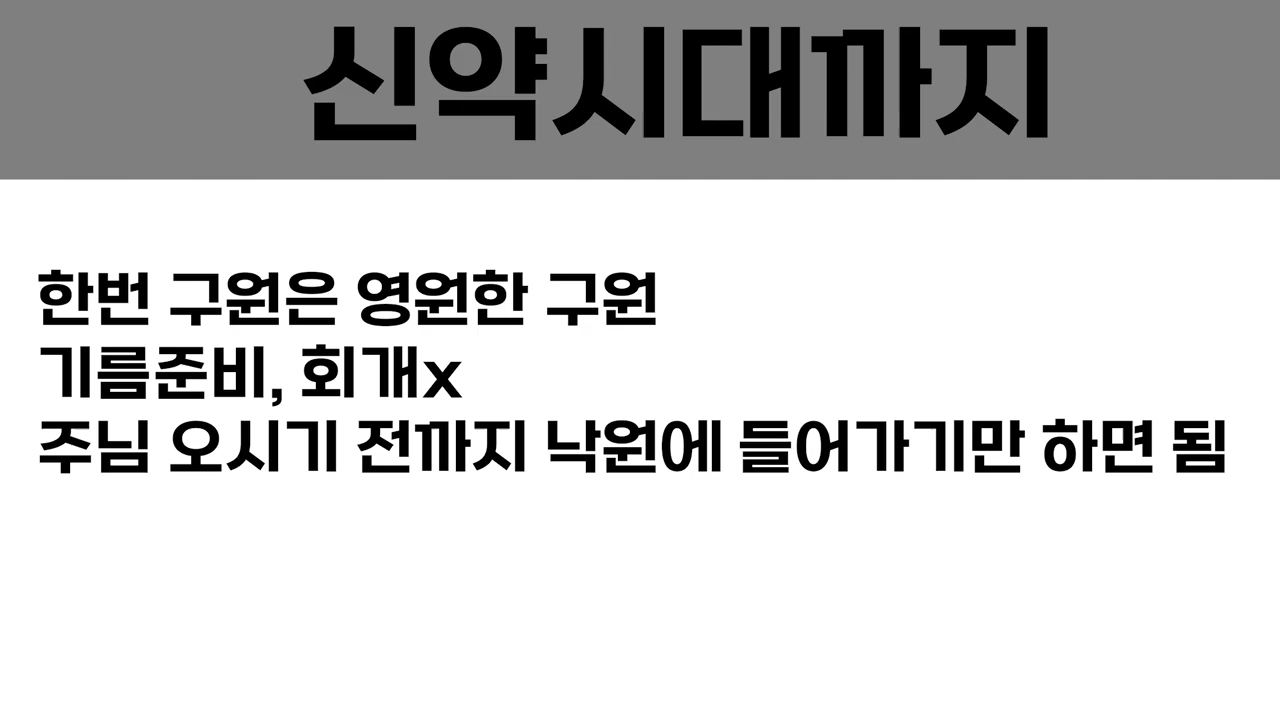 신약시대까지
한번 구원은 영원한 구원
기름준비, 회개x
주님 오시기 전까지 낙원에 들어가기만 하면 됨